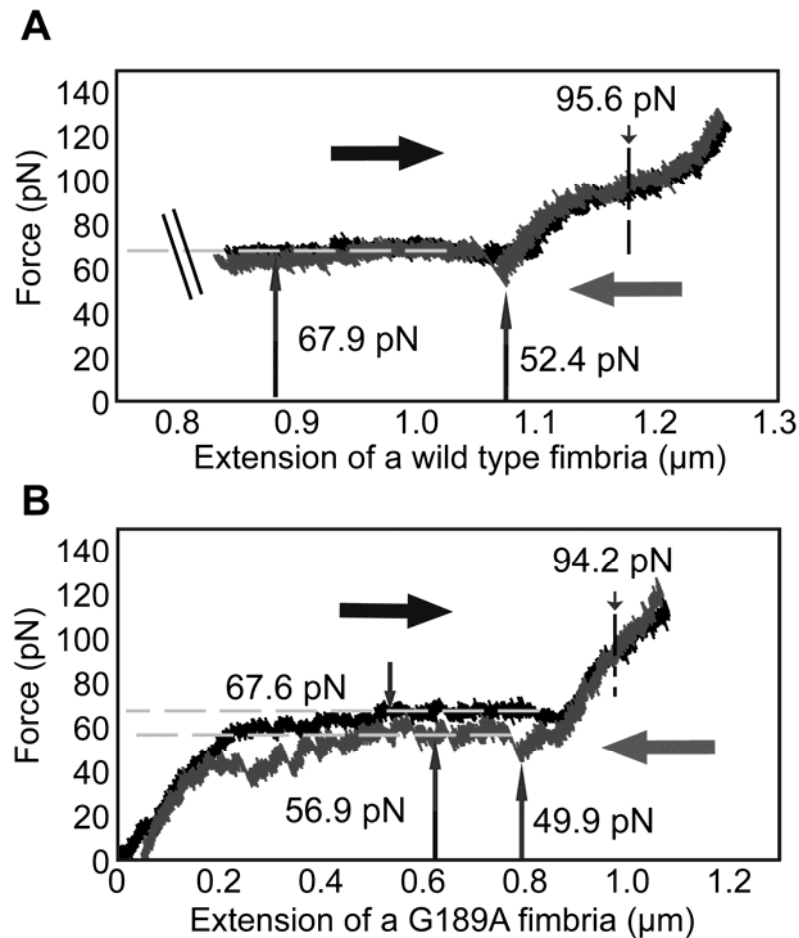 A
Force (pN)
140
120
100
80
60
40
20
0
95.6 pN
67.9 pN
52.4 pN
0.8 0.9 1.0 1.1 1.2 1.3
Extension of a wild type fimbria (µm)
B
Force (pN)
140
120
100
80
60
40
20
0
94.2 pN
67.6 pN
56.9 pN
49.9 pN
0 0.2 0.4 0.6 0.8 1.0 1.2
Extension of a G189A fimbria (µm)